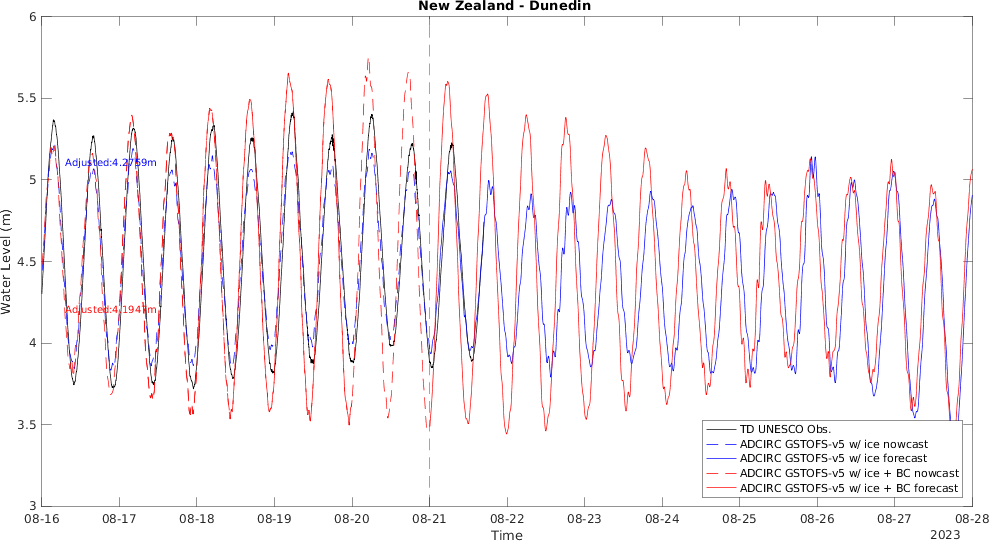 New Zealand - Dunedin
6
5.5
5
4.5
4
3.5
3
Water Level (m)
Adjusted:4.2759m
Adjusted:4.1947m
TD UNESCO Obs.
ADCIRC GSTOFS-v5 w/ ice nowcast
ADCIRC GSTOFS-v5 w/ ice forecast
ADCIRC GSTOFS-v5 w/ ice + BC nowcast
ADCIRC GSTOFS-v5 w/ ice + BC forecast
08-16 08-17 08-18 08-19 08-20 08-21 08-22 08-23 08-24 08-25 08-26 08-27 08-28
Time
2023